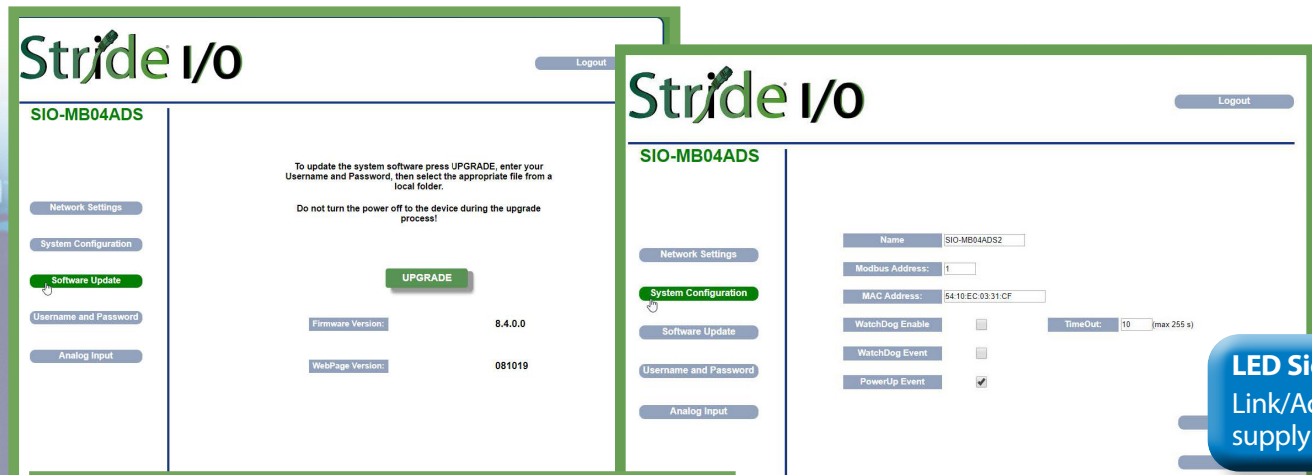 Stride I/O
Logout
SIO-MB04ADS
To update the system software press UPGRADE, enter your
Username and Password, then select the appropriate file from a
local folder.
Do not turn the power off to the device during the upgrade
process!
Network Settings
System Configuration
Software Update
Username and Password
Analog Input
UPGRADE
Firmware Version: 8.4.0.0
WebPage Version: 081019
Stride I/O
Logout
SIO-MB04ADS
Network Settings
System Configuration
Software Update
Username and Password
Analog Input
Name SIO-MB04ADS2
Modbus Address: 1
MAC Address: 54:10:EC:03:31:CF
WatchDog Enable TimeOut: 10 (max 255 s)
WatchDog Event
PowerUp Event
LED
Link/
supply